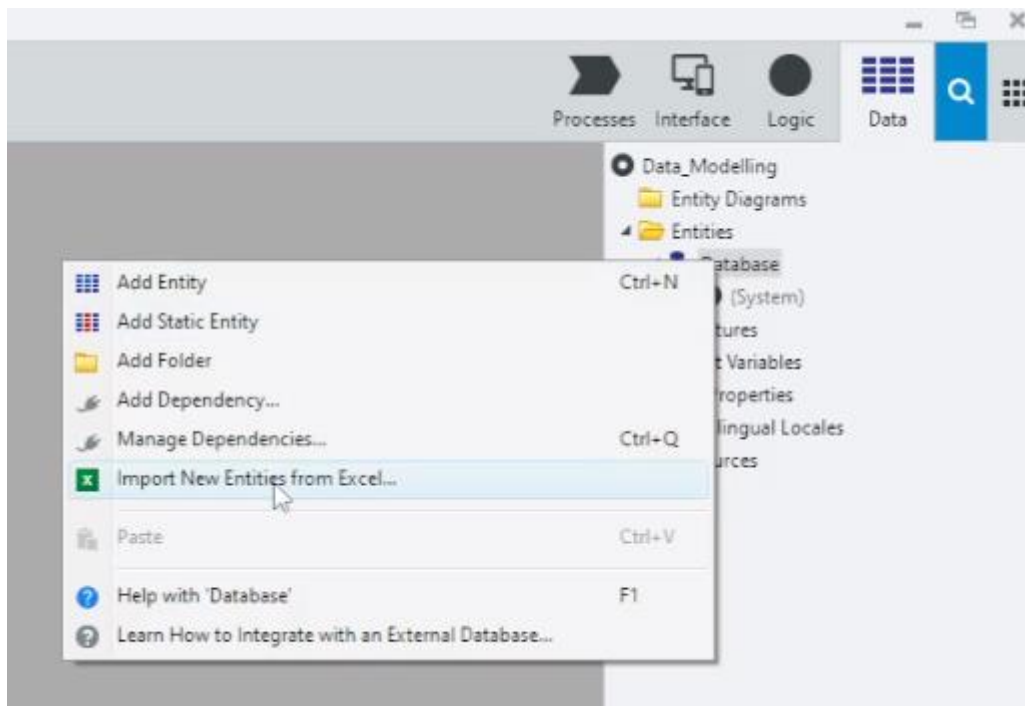 Processes Interface Logic Data
Data_Modelling
Entity Diagrams
Entities
atabase
(System)
tures
t Variables
roperties
lingual Locales
urces
Add Entity Ctrl+N
Add Static Entity
Add Folder
Add Dependency...
Manage Dependencies... Ctrl+Q
Import New Entities from Excel...
Paste Ctrl+V
Help with 'Database' F1
Learn How to Integrate with an External Database...